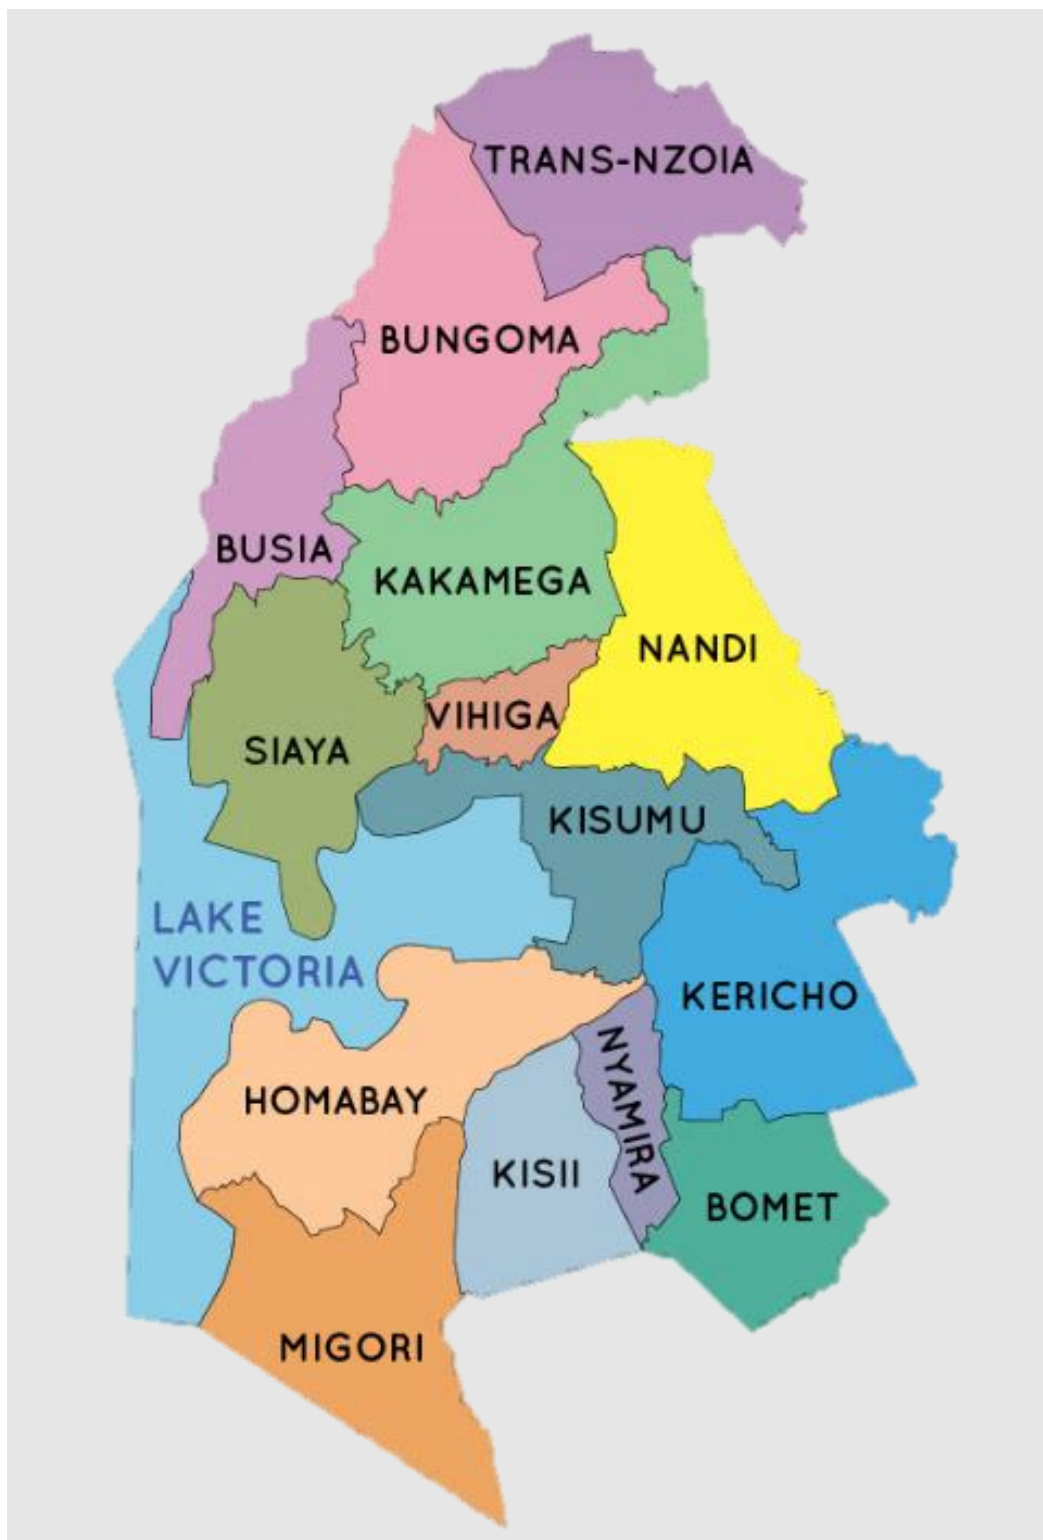 TRANS-NZOIA
BUNGOMA
BUSIA
KAKAMEGA
NANDI
VIHIGA
SIAYA
KISUMU
LAKE
VICTORIA
KERICHO
NYAMIRA
HOMABAY
KISII
BOMET
MIGORI